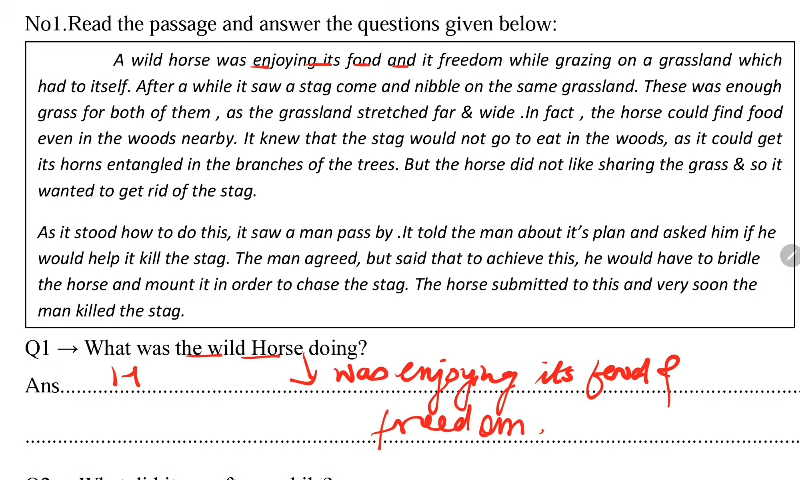 No1.Read the passage and answer the questions given below:
A wild horse was enjoying its food and it freedom while grazing on a grassland which
had to itself. After a while it saw a stag come and nibble on the same grassland. These was enough
grass for both of them , as the grassland stretched far & wide .In fact , the horse could find food
even in the woods nearby. It knew that the stag would not go to eat in the woods, as it could get
its horns entangled in the branches of the trees. But the horse did not like sharing the grass & so it
wanted to get rid of the stag.
As it stood how to do this, it saw a man pass by .It told the man about it’s plan and asked him if he
would help it kill the stag. The man agreed, but said that to achieve this, he would have to bridle
the horse and mount it in order to chase the stag. The horse submitted to this and very soon the
man killed the stag.
Q1 → What was the wild Horse doing?
Ans.. It ↓ was enjoying its food &
freedom.